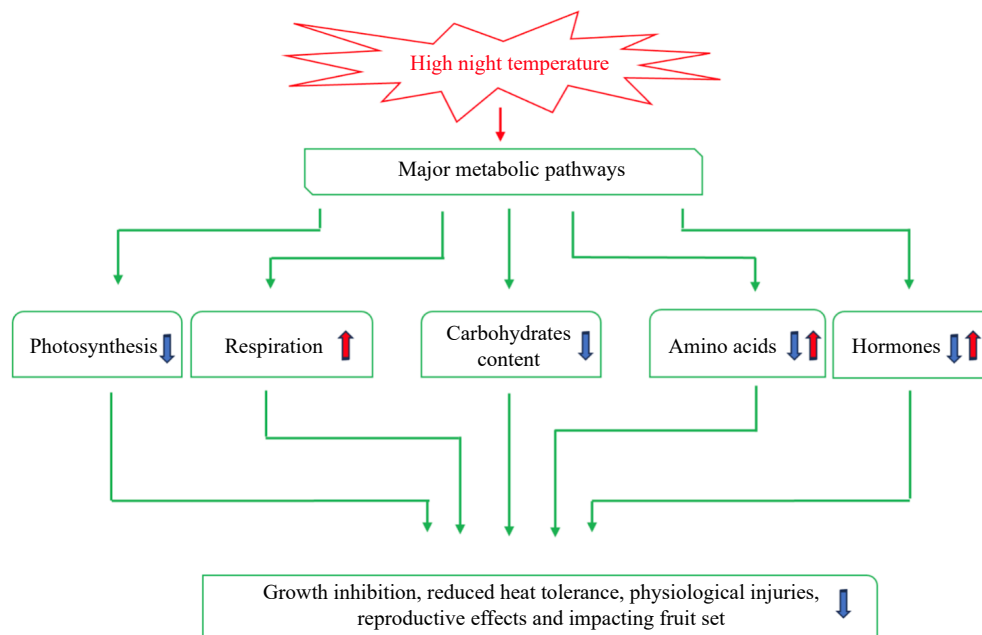 High night temperature
Major metabolic pathways
Photosynthesis
Respiration
Carbohydrates
content
Amino acids
Hormones
Growth inhibition, reduced heat tolerance, physiological injuries,
reproductive effects and impacting fruit set